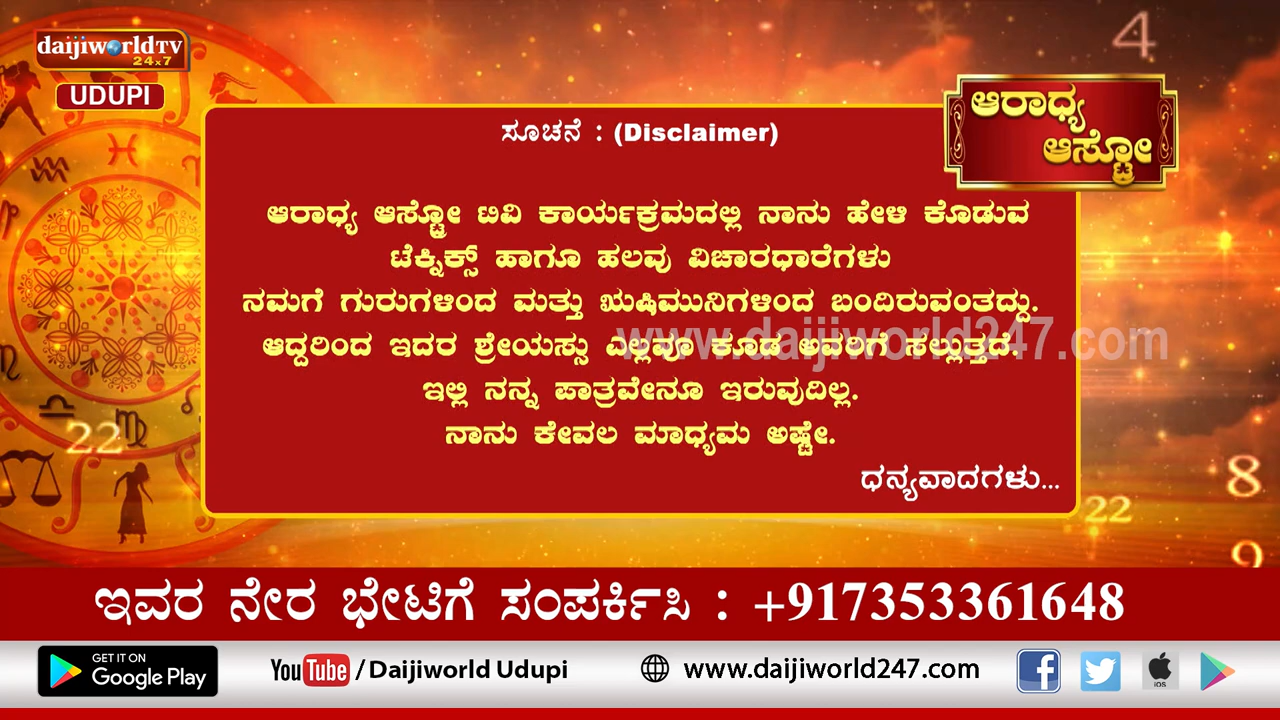 daijiworldTV
24x7
UDUPI
4
ಆರಾಧ್ಯ
ಆಸ್ಟ್ರೋ
ಸೂಚನೆ : (Disclaimer)
ಆರಾಧ್ಯ ಆಸ್ಟ್ರೋ ಟಿವಿ ಕಾರ್ಯಕ್ರಮದಲ್ಲಿ ನಾನು ಹೇಳಿ ಕೊಡುವ
ಟೆಕ್ನಿಕ್ಸ್ ಹಾಗೂ ಹಲವು ವಿಚಾರಧಾರೆಗಳು
ನಮಗೆ ಗುರುಗಳಿಂದ ಮತ್ತು ಋಷಿಮುನಿಗಳಿಂದ ಬಂದಿರುವಂತದ್ದು.
www.daijiworld247.com
ಆದ್ದರಿಂದ ಇದರ ಶ್ರೇಯಸ್ಸು ಎಲ್ಲವೂ ಕೂಡ ಅವರಿಗೆ ಸಲ್ಲುತ್ತದೆ.
ಇಲ್ಲಿ ನನ್ನ ಪಾತ್ರವೇನೂ ಇರುವುದಿಲ್ಲ.
ನಾನು ಕೇವಲ ಮಾಧ್ಯಮ ಅಷ್ಟೇ.
ಧನ್ಯವಾದಗಳು...
22
8
22
9
ಇವರ ನೇರ ಭೇಟಿಗೆ ಸಂಪರ್ಕಿಸಿ : +917353361648
GET IT ON
Google Play
YouTube /Daijiworld Udupi
www.daijiworld247.com
f
iOS